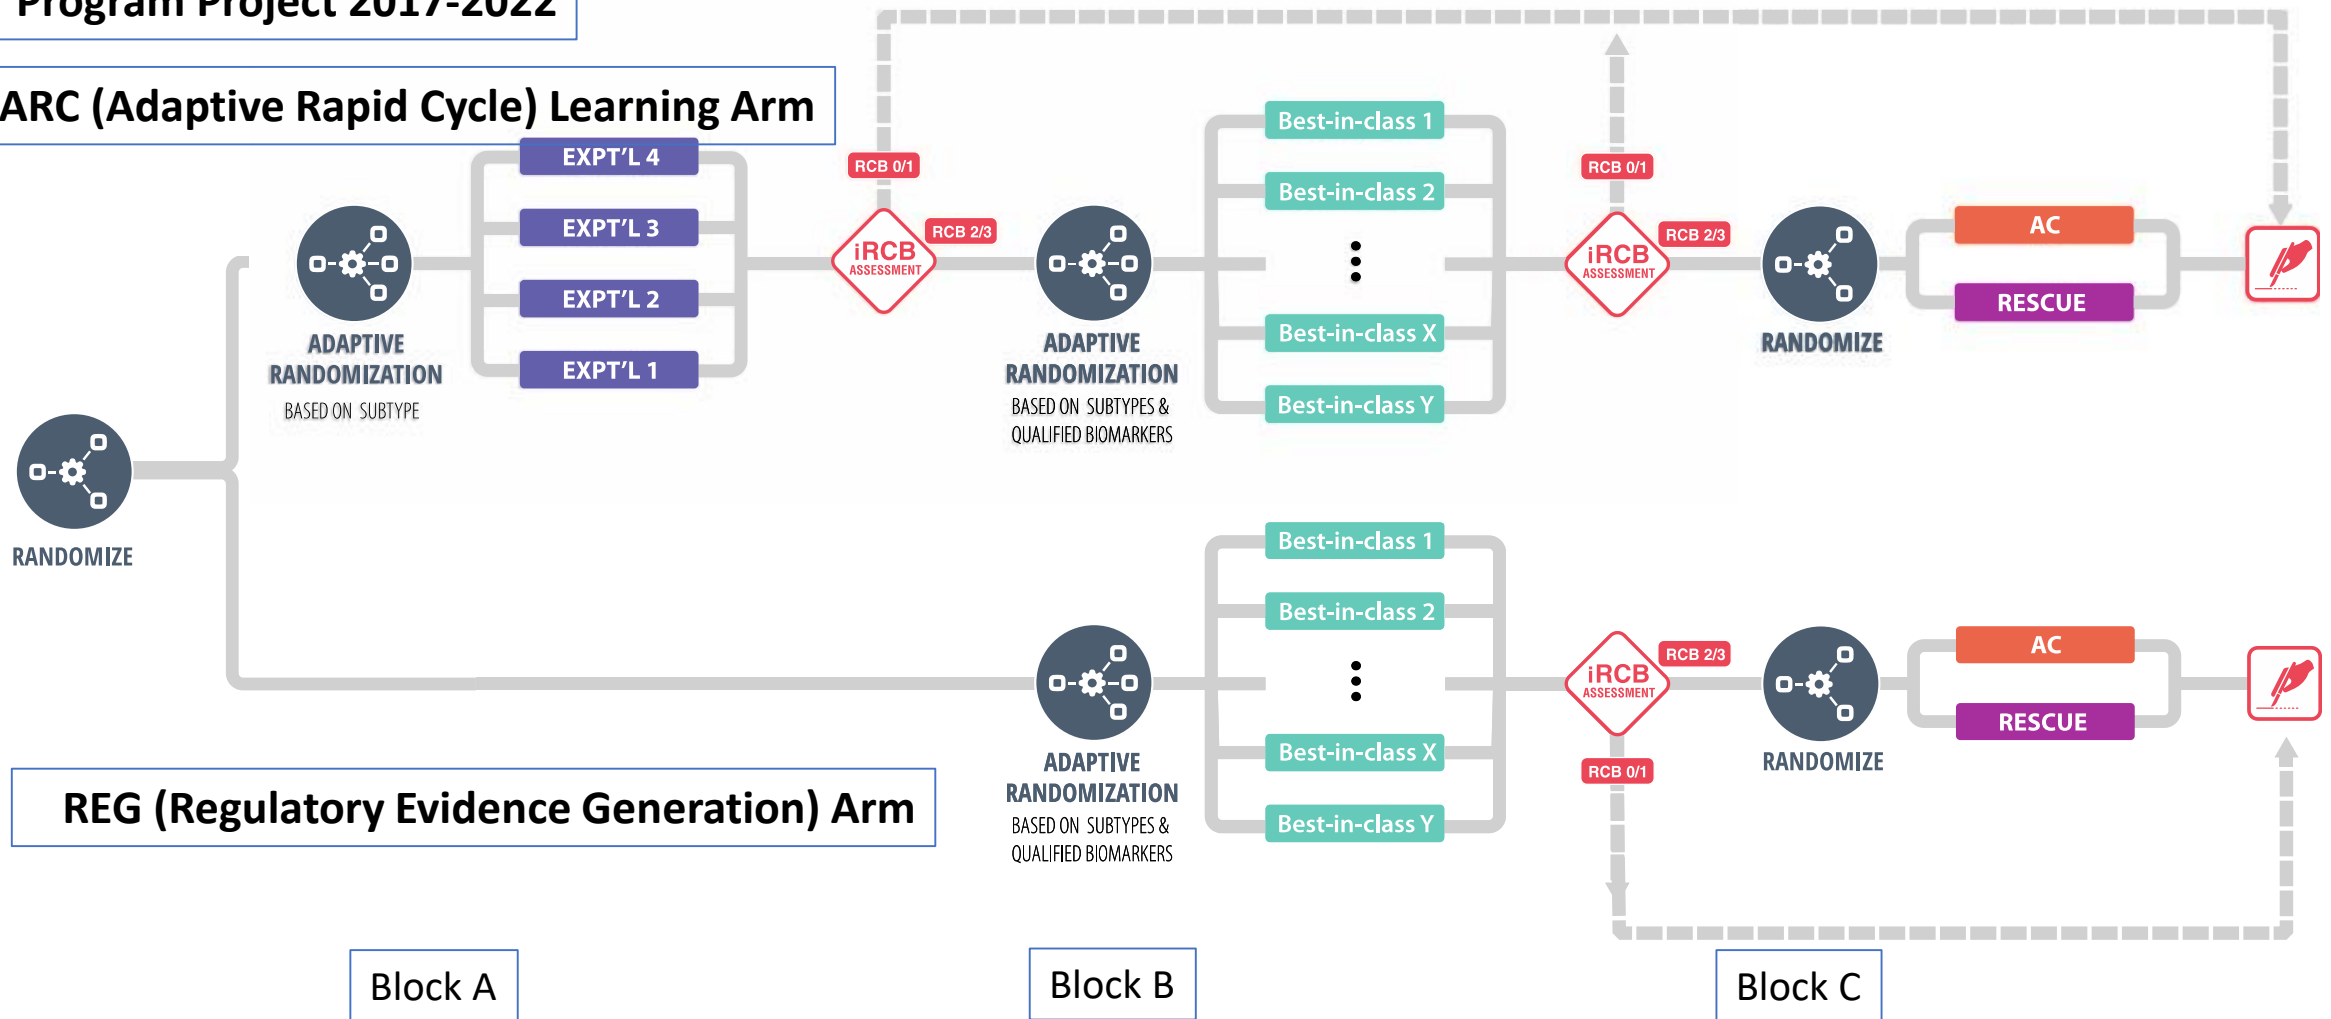 Program Project 2017-2022
ARC (Adaptive Rapid Cycle) Learning Arm
EXPT'L 4
EXPT'L 3
EXPT'L 2
EXPT'L 1
ADAPTIVE
RANDOMIZATION
BASED ON SUBTYPE
RCB 0/1
iRCB
ASSESSMENT
RCB 2/3
ADAPTIVE
RANDOMIZATION
BASED ON SUBTYPES &
QUALIFIED BIOMARKERS
Best-in-class 1
Best-in-class 2
Best-in-class X
Best-in-class Y
RCB 0/1
iRCB
ASSESSMENT
RCB 2/3
RANDOMIZE
AC
RESCUE
RANDOMIZE
ADAPTIVE
RANDOMIZATION
BASED ON SUBTYPES &
QUALIFIED BIOMARKERS
Best-in-class 1
Best-in-class 2
Best-in-class X
Best-in-class Y
iRCB
ASSESSMENT
RCB 2/3
RCB 0/1
RANDOMIZE
AC
RESCUE
REG (Regulatory Evidence Generation) Arm
Block A
Block B
Block C